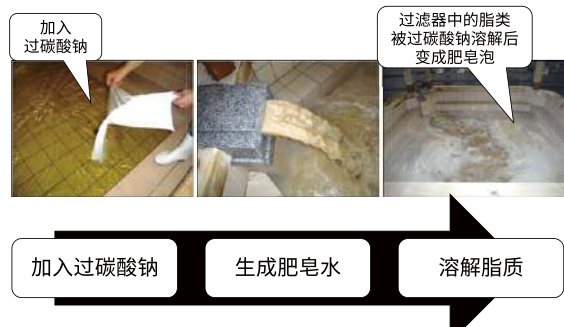 加入
过碳酸钠
过滤器中的脂类
被过碳酸钠溶解后
变成肥皂泡
加入过碳酸钠
生成肥皂水
溶解脂质